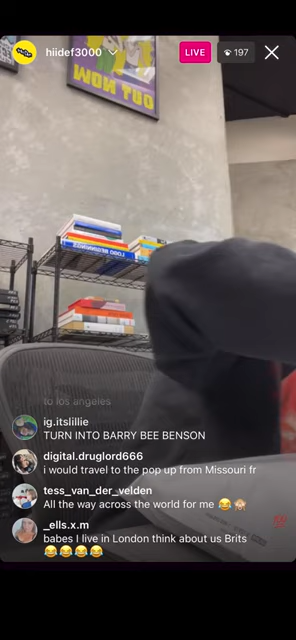 hiidef3000
LIVE
197
WON TUO
to los angeles
ig.itslillie
TURN INTO BARRY BEE BENSON
digital.druglord666
i would travel to the pop up from Missouri fr
tess_van_der_velden
All the way across the world for me 😂🙈
_ells.x.m
babes I live in London think about us Brits
😂😂😂😂
💯